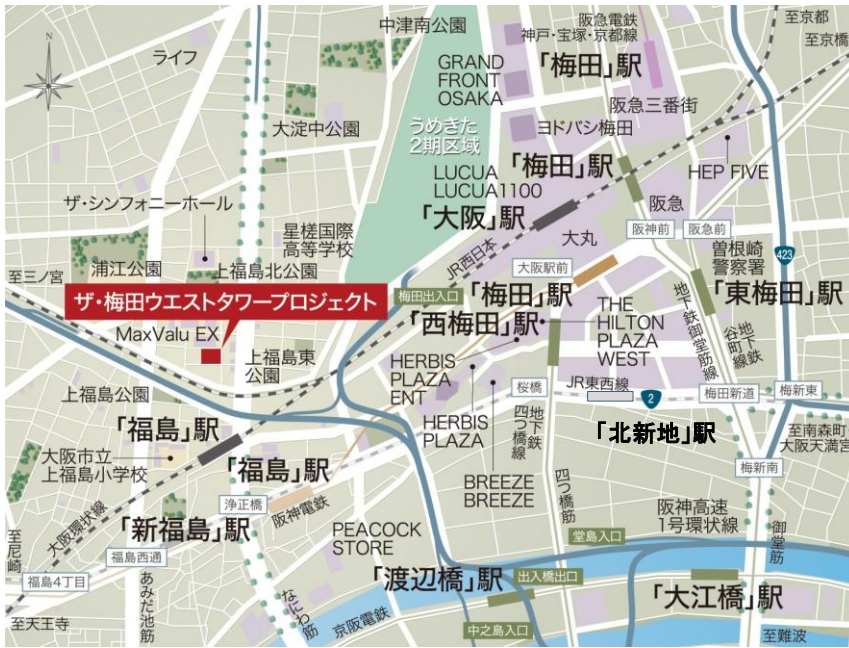 N
中津南公園
阪急電鉄
神戸・宝塚・京都線
至京都
至京橋
ライフ
GRAND
FRONT
OSAKA
「梅田」駅
阪急三番街
大淀中公園
うめきた
2期区域
ヨドバシ梅田
「梅田」駅
HEP FIVE
LUCUA
LUCUA1100
ザ・シンフォニーホール
「大阪」駅
阪急
星槎国際
高等学校
JR西日本
大丸
阪神前
阪急前
浦江公園
上福島北公園
大阪駅前
曽根崎
警察署
423
至三ノ宮
梅田出入口
「梅田」駅
「東梅田」駅
ザ・梅田ウエストタワープロジェクト
「西梅田」駅
THE
HILTON
PLAZA
WEST
地下鉄御堂筋線
地下鉄
谷町線
MaxValu EX
上福島東
公園
HERBIS
PLAZA
ENT
桜橋
JR東西線
2
梅田新道
梅新東
上福島公園
HERBIS
PLAZA
地下鉄
四つ橋線
「北新地」駅
至南森町
大阪天満宮
「福島」駅
大阪市立
上福島小学校
「福島」駅
BREEZE
BREEZE
梅新南
浄正橋
阪神電鉄
四つ橋筋
大阪環状線
「新福島」駅
PEACOCK
STORE
阪神高速
1号環状線
御堂筋
至尼崎
福島西通
堂島入口
福島4丁目
あみだ池筋
なにわ筋
「渡辺橋」駅
出入橋出口
「大江橋」駅
至天王寺
京阪電鉄
中之島入口
至難波